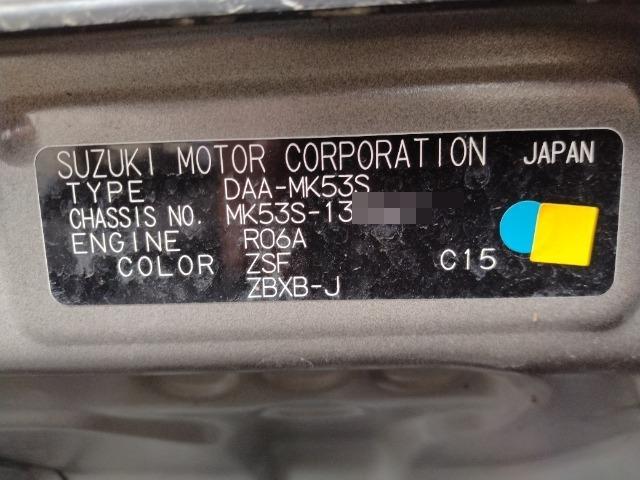 SUZUKI MOTOR CORPORATION JAPAN
TYPE DAA-MK53S
CHASSIS NO. MK53S-13
ENGINE R06A
COLOR ZSF C15
ZBXB-J